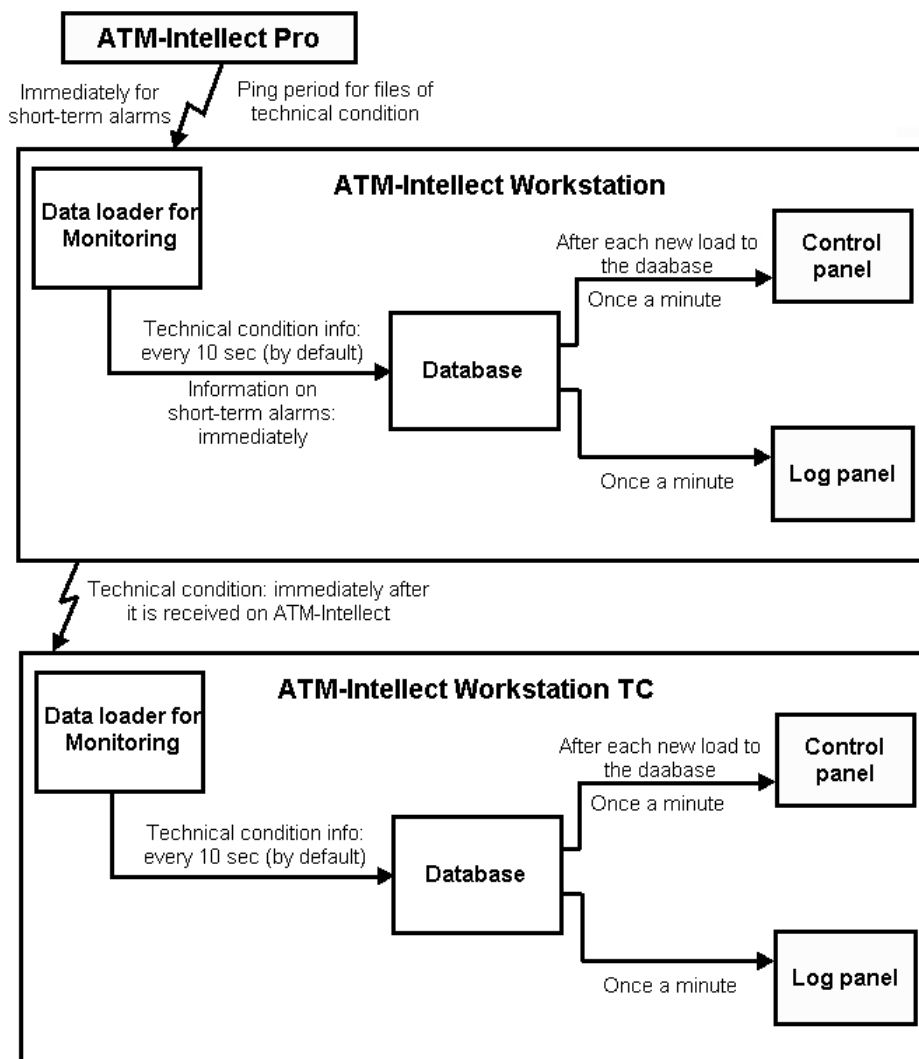 ATM-Intellect Pro
Immediately for
short-term alarms
Ping period for files of
technical condition
ATM-Intellect Workstation
Data loader for
Monitoring
After each new load to
the daabase
Once a minute
Control
panel
Technical condition info:
every 10 sec (by default)
Information on
short-term alarms:
immediately
Database
Once a minute
Log panel
Technical condition: immediately after
it is received on ATM-Intellect
ATM-Intellect Workstation TC
Data loader for
Monitoring
After each new load to
the daabase
Once a minute
Control
panel
Technical condition info:
every 10 sec (by default)
Database
Once a minute
Log panel